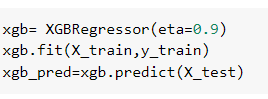 xgb= XGBRegressor(eta=0.9)
xgb.fit(X_train,y_train)
xgb_pred=xgb.predict(X_test)